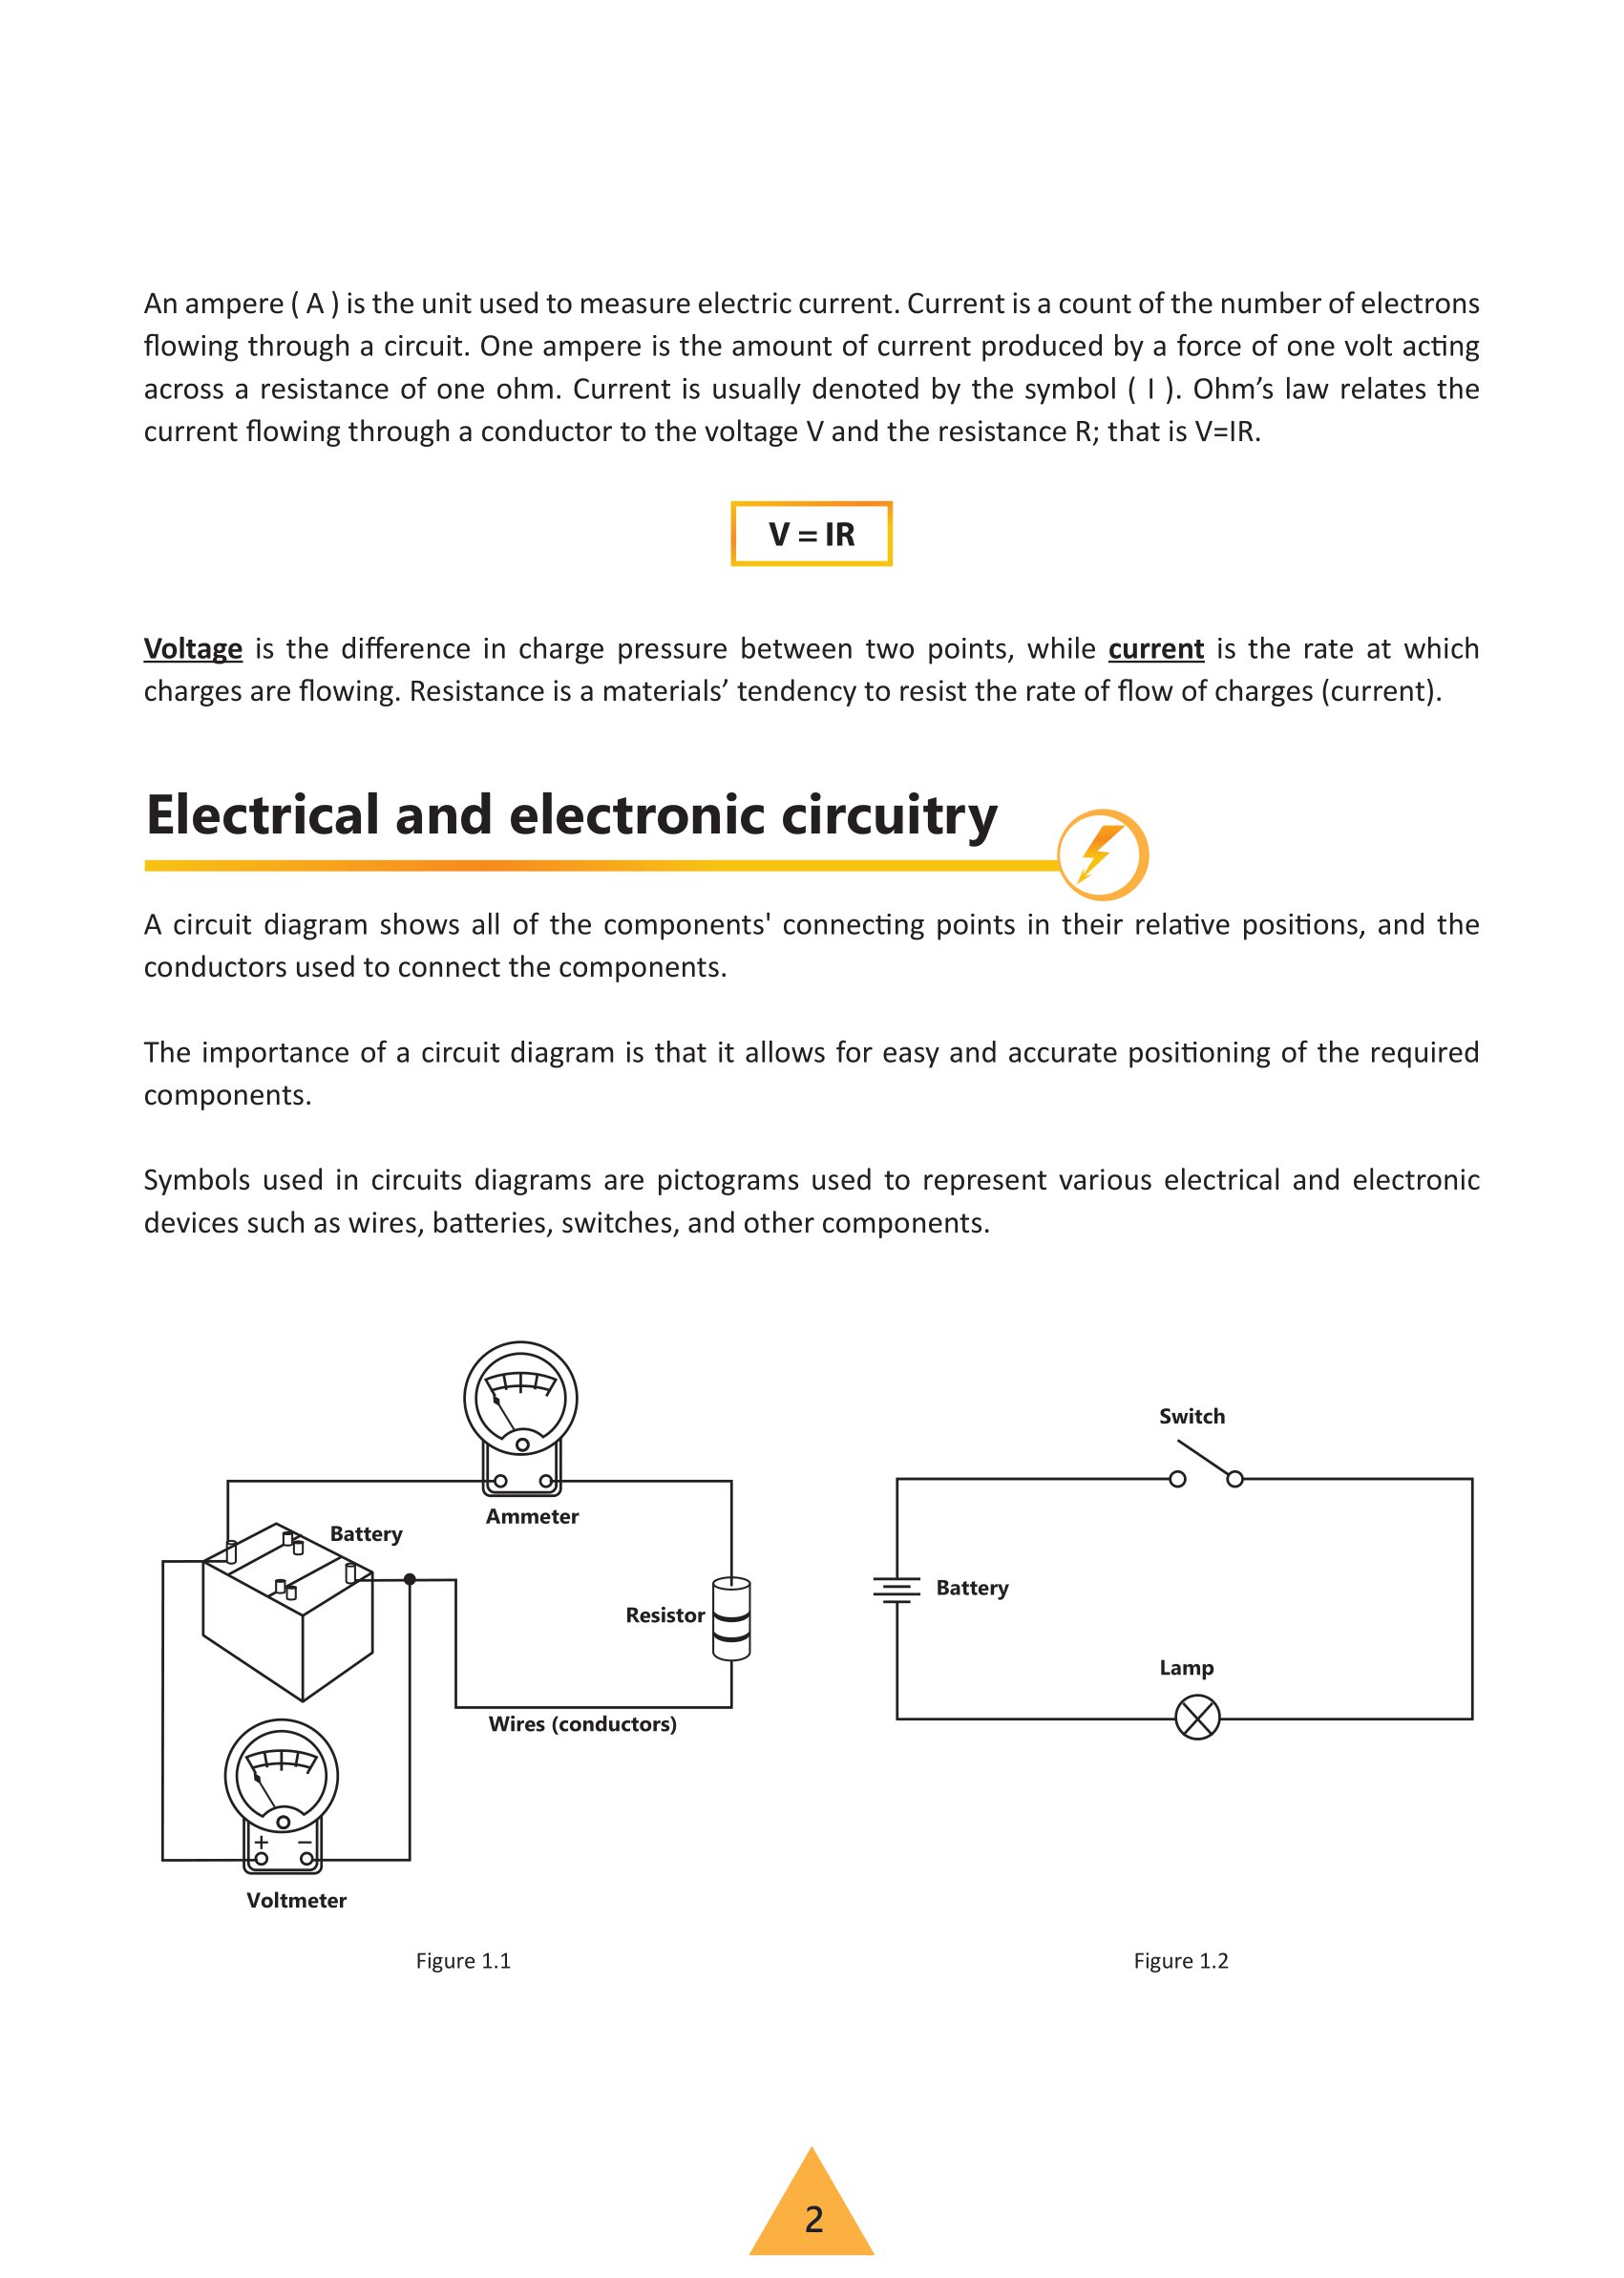 An ampere ( A ) is the unit used to measure electric current. Current is a count of the number of electrons
flowing through a circuit. One ampere is the amount of current produced by a force of one volt acting
across a resistance of one ohm. Current is usually denoted by the symbol ( I ). Ohm’s law relates the
current flowing through a conductor to the voltage V and the resistance R; that is V=IR.
V = IR
Voltage is the difference in charge pressure between two points, while current is the rate at which
charges are flowing. Resistance is a materials’ tendency to resist the rate of flow of charges (current).
Electrical and electronic circuitry
A circuit diagram shows all of the components' connecting points in their relative positions, and the
conductors used to connect the components.
The importance of a circuit diagram is that it allows for easy and accurate positioning of the required
components.
Symbols used in circuits diagrams are pictograms used to represent various electrical and electronic
devices such as wires, batteries, switches, and other components.
Ammeter
Battery
Resistor
Wires (conductors)
+ −
Voltmeter
Figure 1.1
Switch
Battery
Lamp
Figure 1.2
2